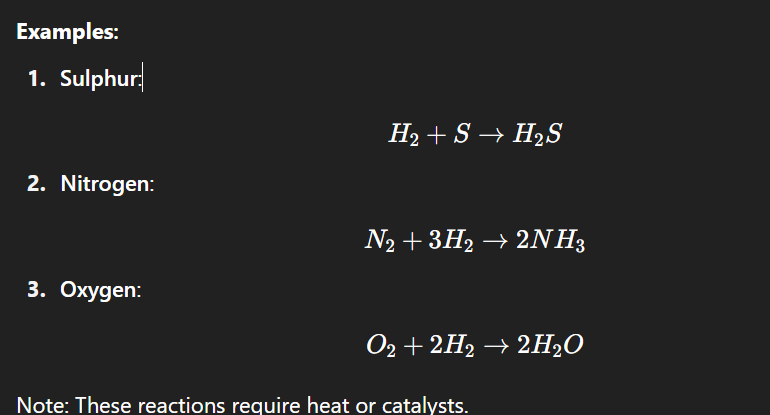 Examples:
1. Sulphur:
H₂ + S → H₂S
2. Nitrogen:
N₂ + 3H₂ → 2NH₃
3. Oxygen:
O₂ + 2H₂ → 2H₂O
Note: These reactions require heat or catalysts.